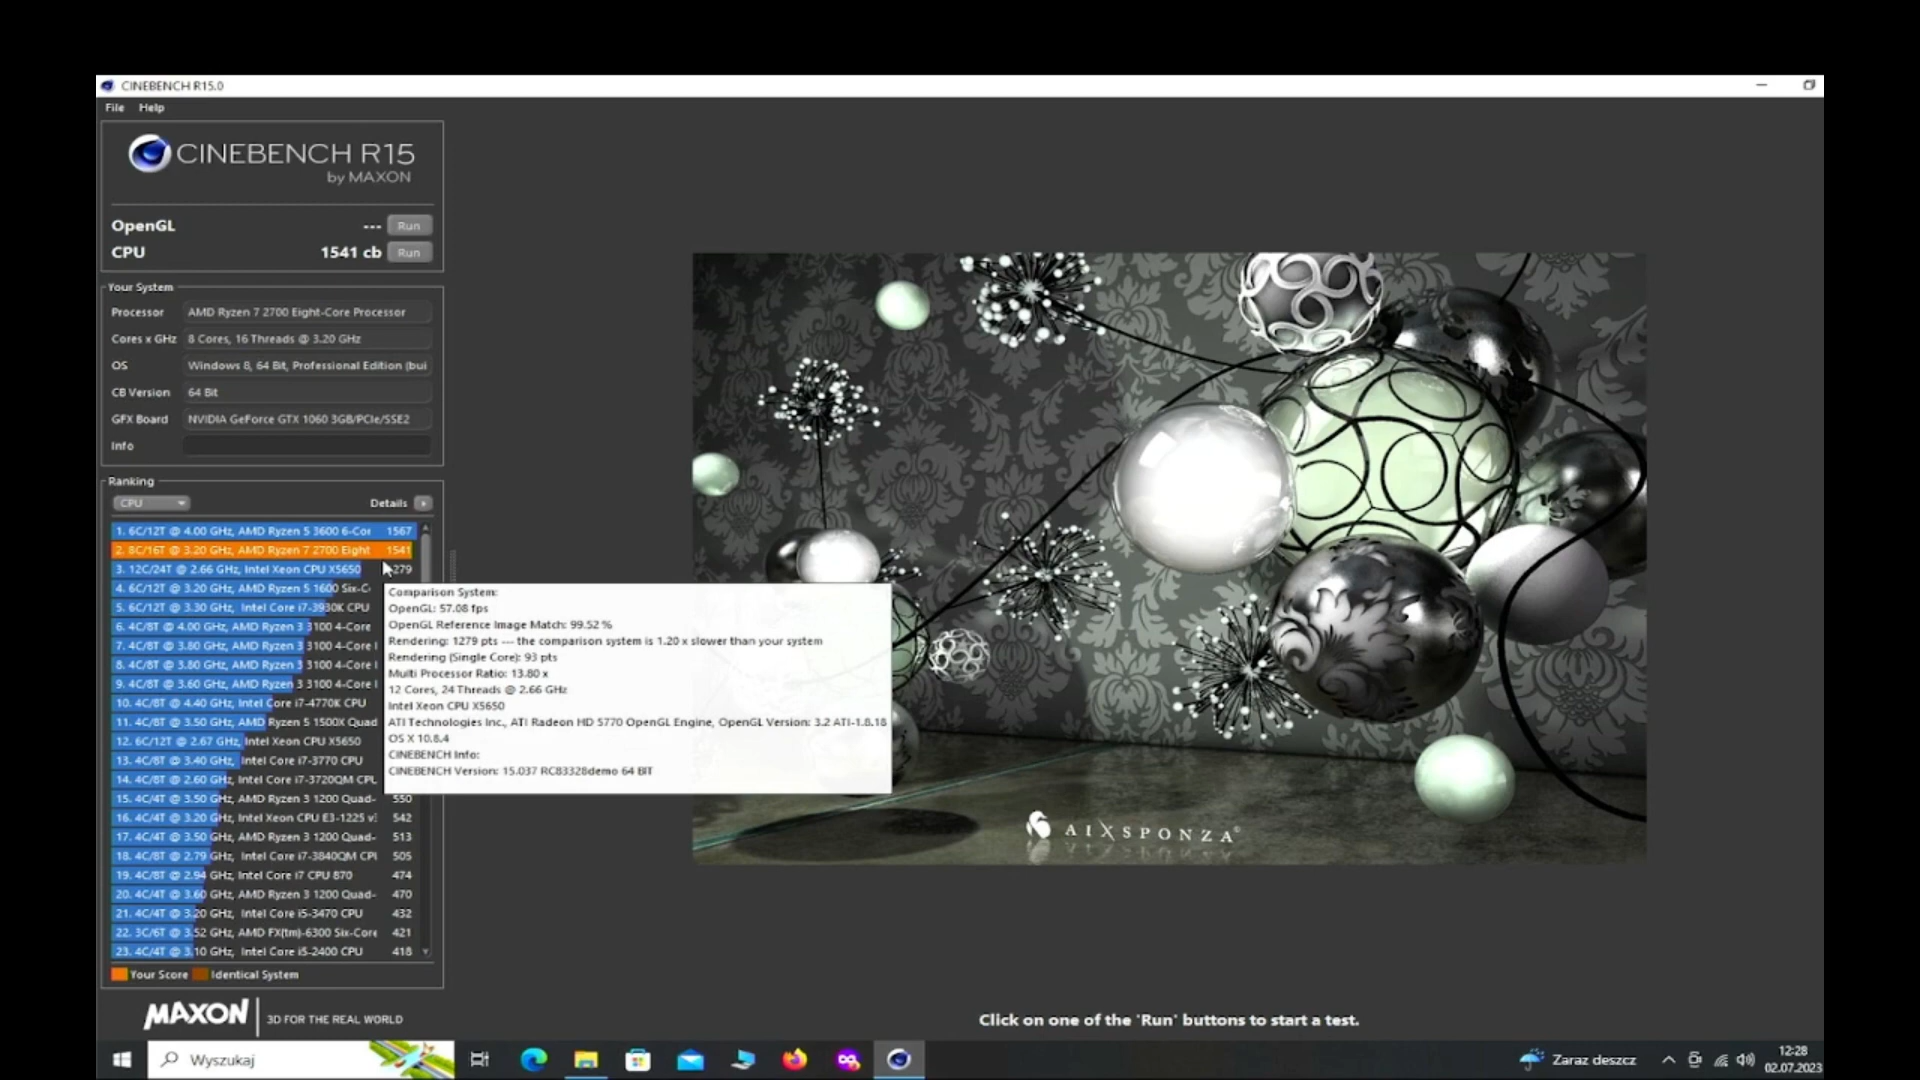 CINEBENCH R15.0
File Help
CINEBENCH R15
by MAXON
OpenGL --- Run
CPU 1541 cb Run
Your System
Processor AMD Ryzen 7 2700 Eight-Core Processor
Cores x GHz 8 Cores, 16 Threads @ 3.20 GHz
OS Windows 8, 64 Bit, Professional Edition (bui
CB Version 64 Bit
GFX Board NVIDIA GeForce GTX 1060 3GB/PCIe/SSE2
Info
Ranking
CPU Details
1. 6C/12T @ 4.00 GHz, AMD Ryzen 5 3600 6-Cor 1567
2. 8C/16T @ 3.20 GHz, AMD Ryzen 7 2700 Eight 1541
3. 12C/24T @ 2.66 GHz, Intel Xeon CPU X5650 279
4. 6C/12T @ 3.20 GHz, AMD Ryzen 5 1600 Six-C
5. 6C/12T @ 3.30 GHz, Intel Core i7-3930K CPU
6. 4C/8T @ 4.00 GHz, AMD Ryzen 3 3100 4-Core
7. 4C/8T @ 3.80 GHz, AMD Ryzen 3 3100 4-Core
8. 4C/8T @ 3.80 GHz, AMD Ryzen 3 3100 4-Core
9. 4C/8T @ 3.60 GHz, AMD Ryzen 3 3100 4-Core
10. 4C/8T @ 4.40 GHz, Intel Core i7-4770K CPU
11. 4C/8T @ 3.50 GHz, AMD Ryzen 5 1500X Quad
12. 6C/12T @ 2.67 GHz, Intel Xeon CPU X5650
13. 4C/8T @ 3.40 GHz, Intel Core i7-3770 CPU
14. 4C/8T @ 2.60 GHz, Intel Core i7-3720QM CPU
15. 4C/4T @ 3.50 GHz, AMD Ryzen 3 1200 Quad- 550
16. 4C/4T @ 3.20 GHz, Intel Xeon CPU E3-1225 v 542
17. 4C/4T @ 3.50 GHz, AMD Ryzen 3 1200 Quad- 513
18. 4C/8T @ 2.79 GHz, Intel Core i7-3840QM CPU 505
19. 4C/8T @ 2.94 GHz, Intel Core i7 CPU 870 474
20. 4C/4T @ 3.60 GHz, AMD Ryzen 3 1200 Quad- 470
21. 4C/4T @ 3.20 GHz, Intel Core i5-3470 CPU 432
22. 3C/6T @ 3.52 GHz, AMD FX(tm)-6300 Six-Core 421
23. 4C/4T @ 3.10 GHz, Intel Core i5-2400 CPU 418
Your Score Identical System
MAXON 3D FOR THE REAL WORLD
Comparison System:
OpenGL: 57.08 fps
OpenGL Reference Image Match: 99.52 %
Rendering: 1279 pts --- the comparison system is 1.20 x slower than your system
Rendering (Single Core): 93 pts
Multi Processor Ratio: 13.80 x
12 Cores, 24 Threads @ 2.66 GHz
Intel Xeon CPU X5650
ATI Technologies Inc., ATI Radeon HD 5770 OpenGL Engine, OpenGL Version: 3.2 ATI-1.8.18
OS X 10.8.4
CINEBENCH Info:
CINEBENCH Version: 15.037 RC83328demo 64 BIT
AIXSPONZA©
Click on one of the 'Run' buttons to start a test.
Wyszukaj
Zaraz deszcz
12:28
02.07.2023